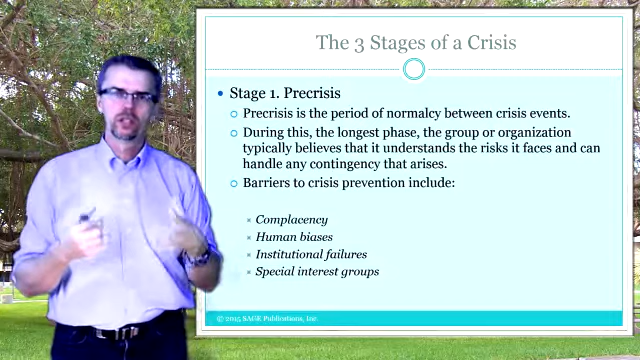 The 3 Stages of a Crisis
Stage 1. Precrisis
Precrisis is the period of normalcy between crisis events.
During this, the longest phase, the group or organization
typically believes that it understands the risks it faces and can
handle any contingency that arises.
Barriers to crisis prevention include:
Complacency
Human biases
Institutional failures
Special interest groups
© 2015 SAGE Publications, Inc.